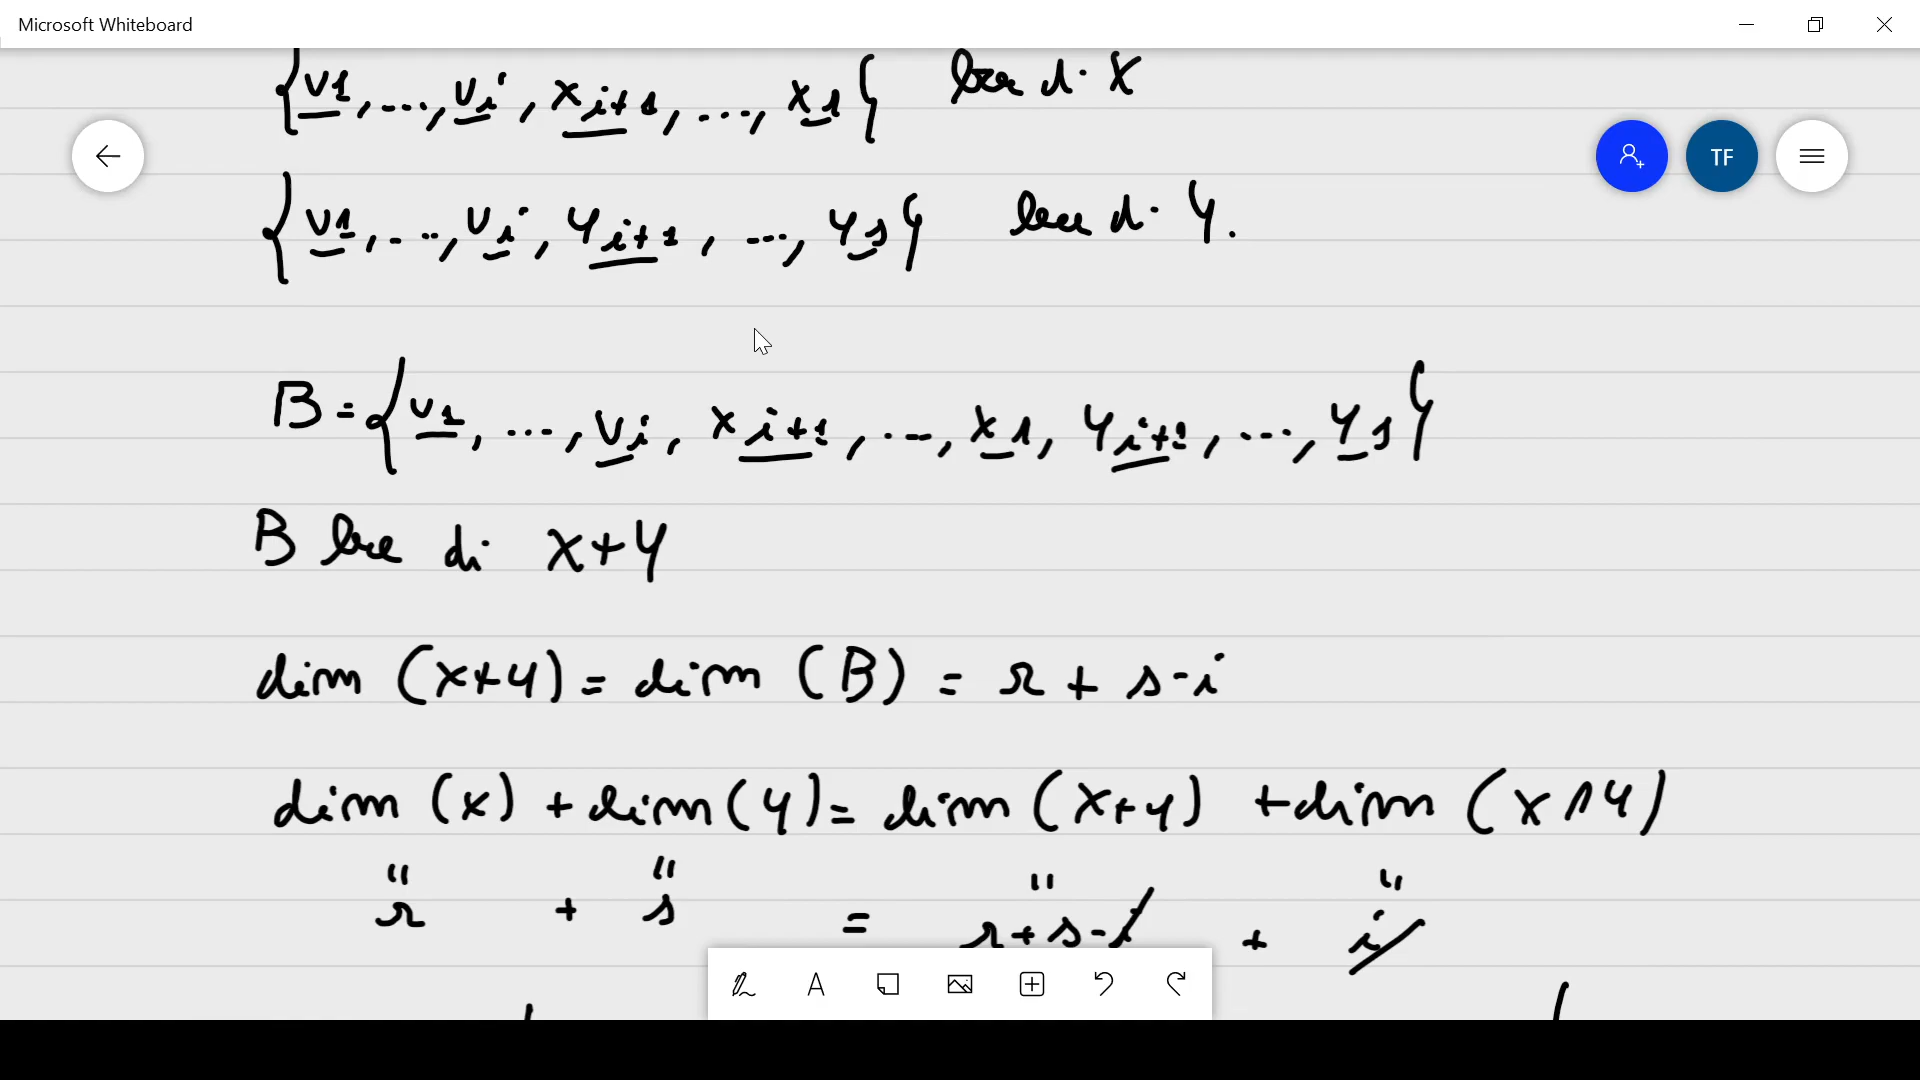 Microsoft Whiteboard
{v1, ..., vi, xi+1, ..., xr} base di X
TF
{v1, ..., vi, yi+1, ..., ys} base di Y.
B = {v1, ..., vi, xi+1, ..., xr, yi+1, ..., ys}
B base di X+Y
dim (X+Y) = dim (B) = r + s-i
dim (X) + dim (Y) = dim (X+Y) + dim (X∩Y)
" " " "
r + s = r+s-i + i
A